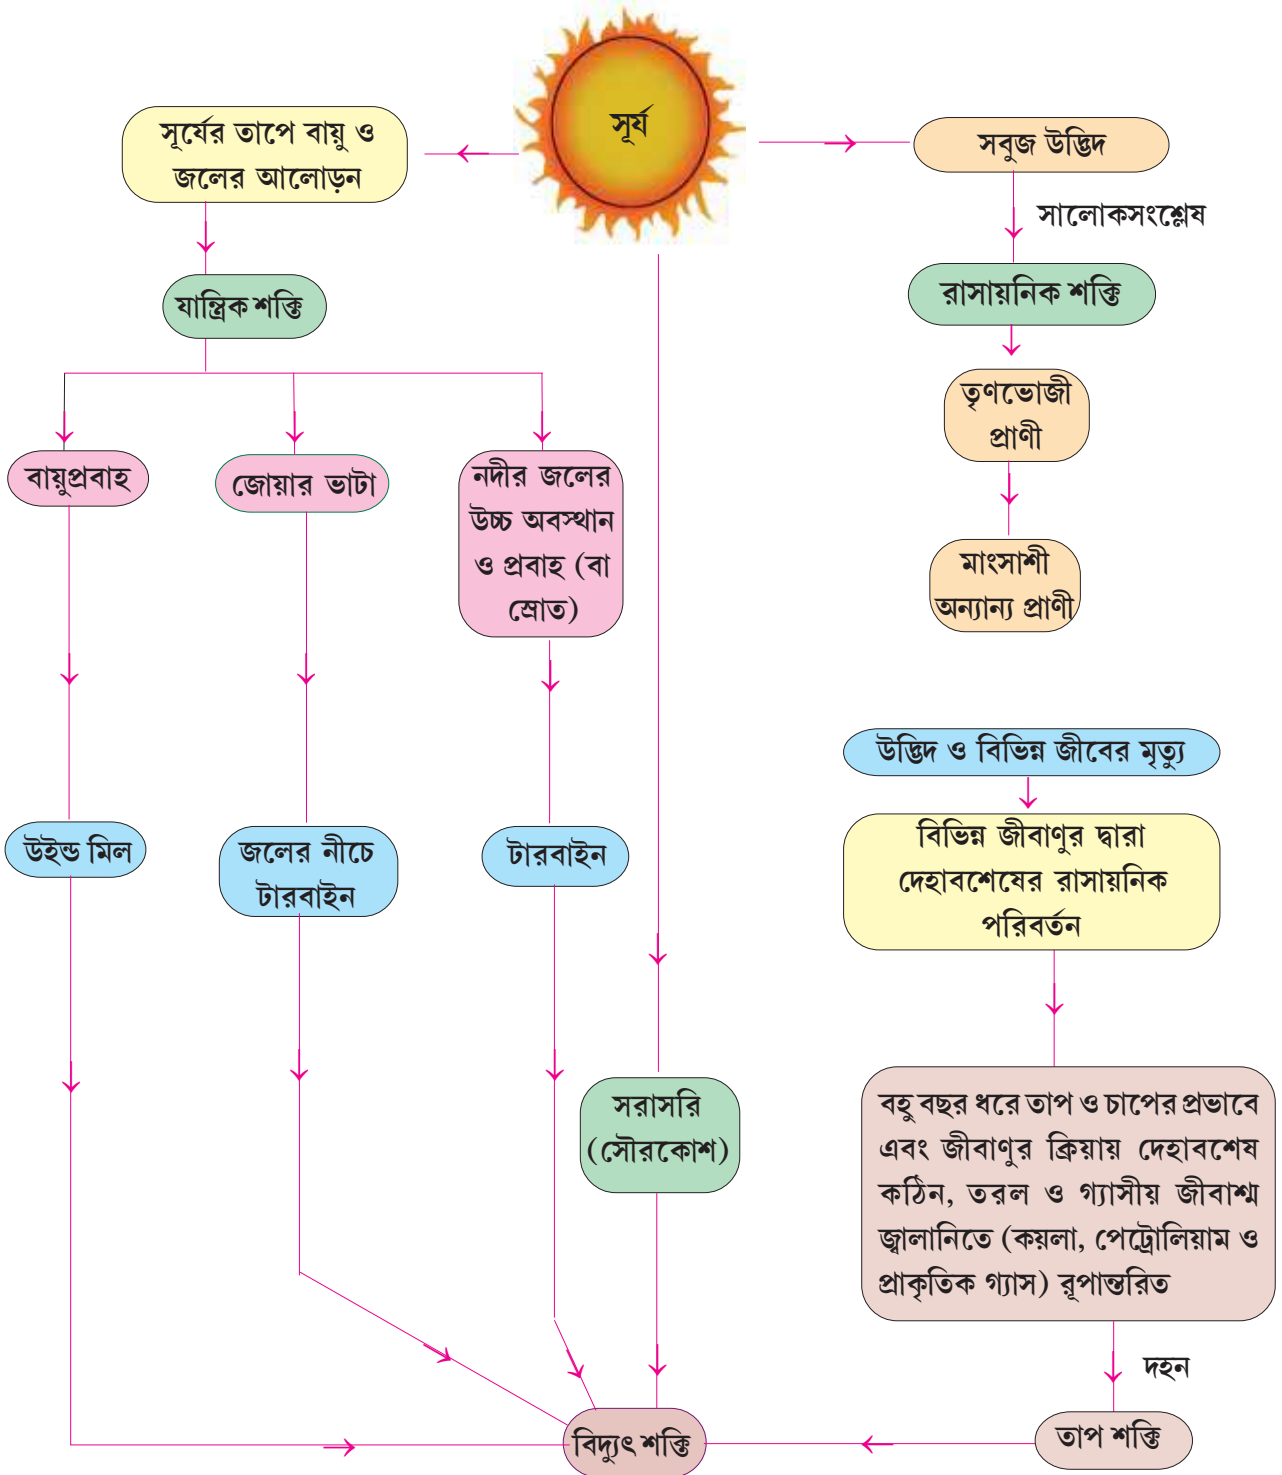 সূর্য
সূর্যের তাপে বায়ু ও
জলের আলোড়ন
সবুজ উদ্ভিদ
সালোকসংশ্লেষ
যান্ত্রিক শক্তি
রাসায়নিক শক্তি
তৃণভোজী
প্রাণী
বায়ুপ্রবাহ
জোয়ার ভাটা
নদীর জলের
উচ্চ অবস্থান
ও প্রবাহ (বা
স্রোত)
মাংসাশী
অন্যান্য প্রাণী
উদ্ভিদ ও বিভিন্ন জীবের মৃত্যু
উইন্ড মিল
জলের নীচে
টারবাইন
টারবাইন
বিভিন্ন জীবাণুর দ্বারা
দেহাবশেষের রাসায়নিক
পরিবর্তন
সরাসরি
(সৌরকোশ)
বহু বছর ধরে তাপ ও চাপের প্রভাবে
এবং জীবাণুর ক্রিয়ায় দেহাবশেষ
কঠিন, তরল ও গ্যাসীয় জীবাশ্ম
জ্বালানিতে (কয়লা, পেট্রোলিয়াম ও
প্রাকৃতিক গ্যাস) রূপান্তরিত
দহন
বিদ্যুৎ শক্তি
তাপ শক্তি